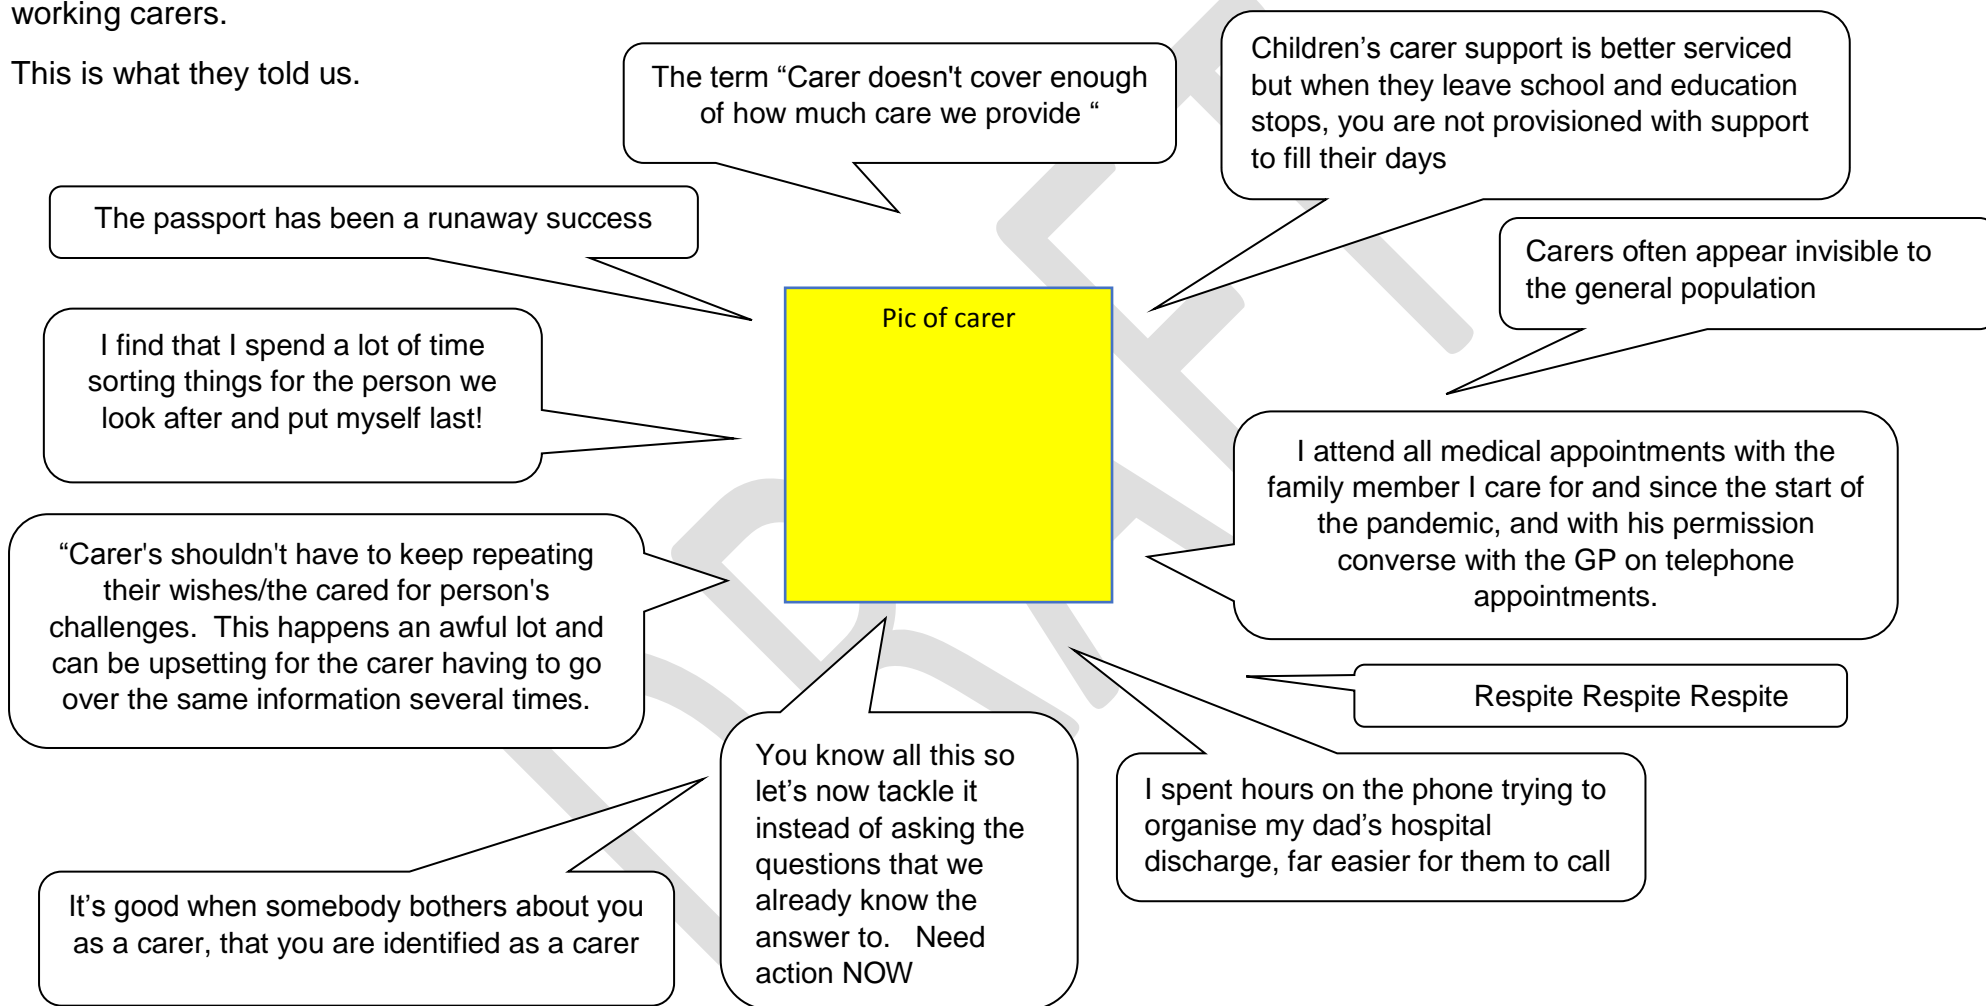 working carers.
This is what they told us.
The term “Carer doesn't cover enough
of how much care we provide “
Children’s carer support is better serviced
but when they leave school and education
stops, you are not provisioned with support
to fill their days
The passport has been a runaway success
Carers often appear invisible to
the general population
Pic of carer
I find that I spend a lot of time
sorting things for the person we
look after and put myself last!
I attend all medical appointments with the
family member I care for and since the start of
the pandemic, and with his permission
converse with the GP on telephone
appointments.
“Carer's shouldn't have to keep repeating
their wishes/the cared for person's
challenges.  This happens an awful lot and
can be upsetting for the carer having to go
over the same information several times.
Respite Respite Respite
You know all this so
let’s now tackle it
instead of asking the
questions that we
already know the
answer to.   Need
action NOW
I spent hours on the phone trying to
organise my dad’s hospital
discharge, far easier for them to call
It’s good when somebody bothers about you
as a carer, that you are identified as a carer
DRAFT